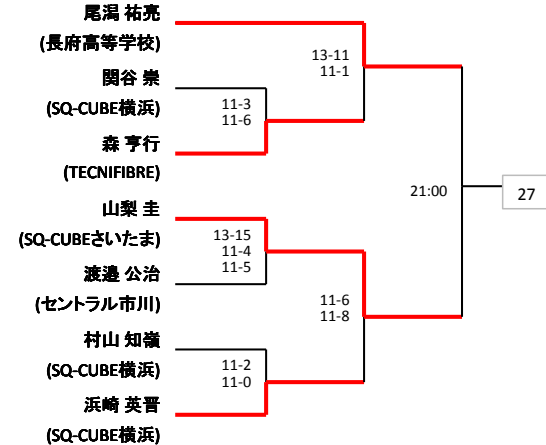 尾潟 祐亮
(長府高等学校)
関谷 崇
(SQ-CUBE横浜)
森 亨行
(TECNIFIBRE)
山梨 圭
(SQ-CUBEさいたま)
渡邉 公治
(セントラル市川)
村山 知嶺
(SQ-CUBE横浜)
浜崎 英晋
(SQ-CUBE横浜)
11-3
11-6
13-15
11-4
11-5
11-2
11-0
13-11
11-1
11-6
11-8
21:00
27